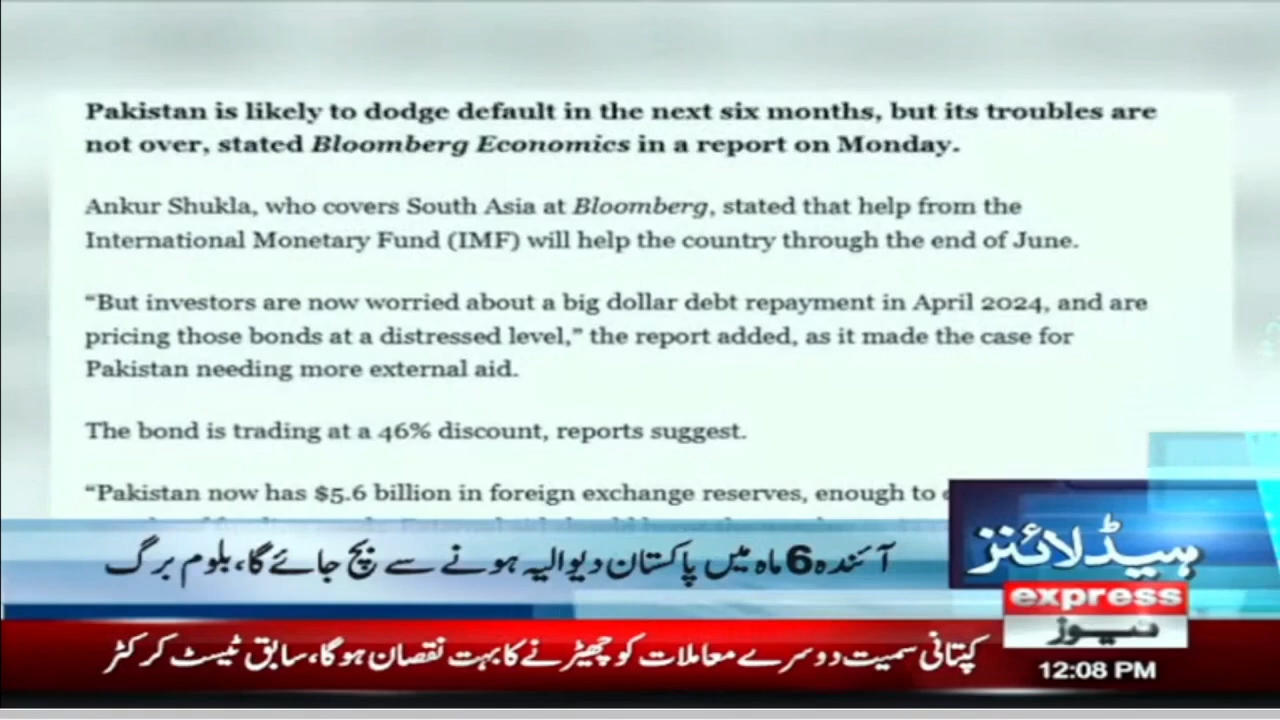 Pakistan is likely to dodge default in the next six months, but its troubles are
not over, stated Bloomberg Economics in a report on Monday.
Ankur Shukla, who covers South Asia at Bloomberg, stated that help from the
International Monetary Fund (IMF) will help the country through the end of June.
“But investors are now worried about a big dollar debt repayment in April 2024, and are
pricing those bonds at a distressed level,” the report added, as it made the case for
Pakistan needing more external aid.
The bond is trading at a 46% discount, reports suggest.
“Pakistan now has $5.6 billion in foreign exchange reserves, enough to
ہیڈلائنز
آئندہ 6 ماہ میں پاکستان دیوالیہ ہونے سے بچ جائے گا، بلوم برگ
express
نیوز
کپتانی سمیت دوسرے معاملات کو چھیڑنے کا بہت نقصان ہوگا، سابق ٹیسٹ کرکٹر
12:08 PM